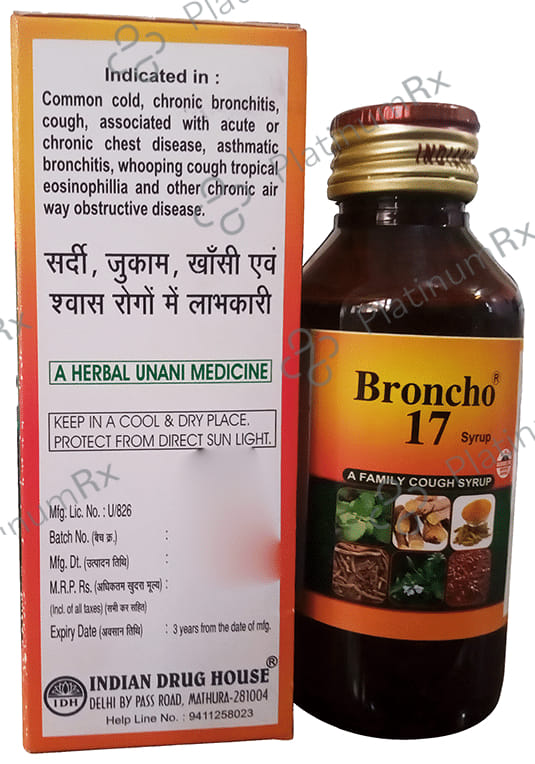 Indicated in :
Common cold, chronic bronchitis,
cough, associated with acute or
chronic chest disease, asthmatic
bronchitis, whooping cough tropical
eosinophillia and other chronic air
way obstructive disease.
सर्दी, जुकाम, खाँसी एवं
श्वास रोगों में लाभकारी
A HERBAL UNANI MEDICINE
KEEP IN A COOL & DRY PLACE.
PROTECT FROM DIRECT SUN LIGHT.
Mfg. Lic. No. : U/826
Batch No. (बैच क्र.) :
Mfg. Dt. (उत्पादन तिथि) :
M.R.P. Rs. (अधिकतम खुदरा मूल्य) :
(Incl. of all taxes) (सभी कर सहित)
Expiry Date (अवसान तिथि) : 3 years from the date of mfg.
IDH
INDIAN DRUG HOUSE®
DELHI BY PASS ROAD, MATHURA-281004
Help Line No. : 9411258023
Broncho®
17 Syrup
A FAMILY COUGH SYRUP
PlatinumRx
PlatinumRx
PlatinumRx
PlatinumRx